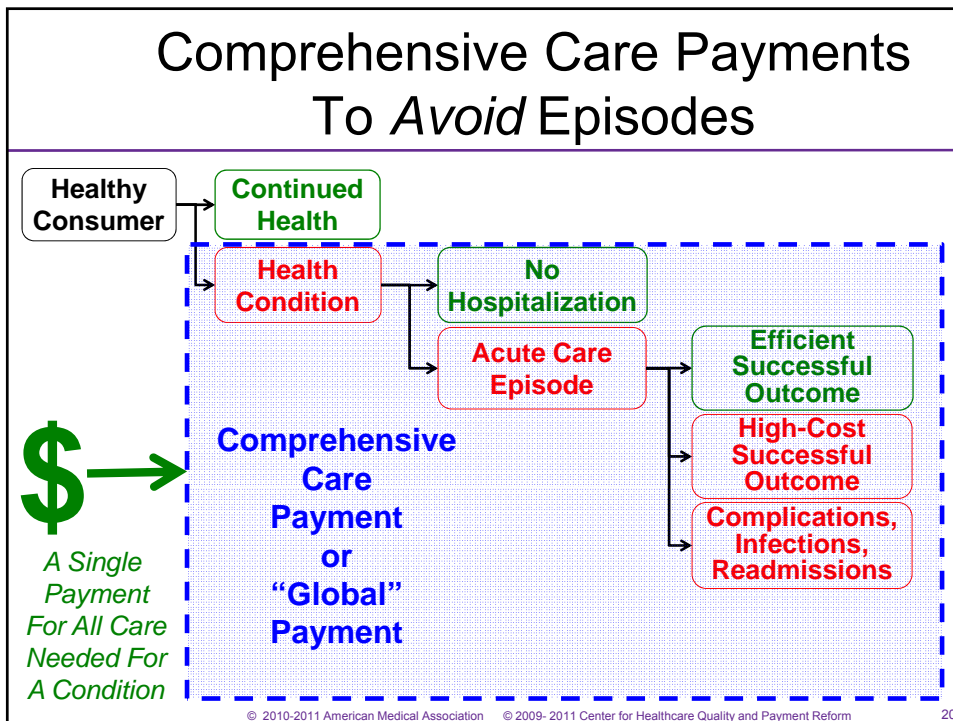 Comprehensive Care Payments
To Avoid Episodes
Healthy
Consumer
Continued
Health
Health
Condition
No
Hospitalization
Acute Care
Episode
Efficient
Successful
Outcome
High-Cost
Successful
Outcome
Complications,
Infections,
Readmissions
$
A Single
Payment
For All Care
Needed For
A Condition
Comprehensive
Care
Payment
or
“Global”
Payment
© 2010-2011 American Medical Association © 2009- 2011 Center for Healthcare Quality and Payment Reform 20